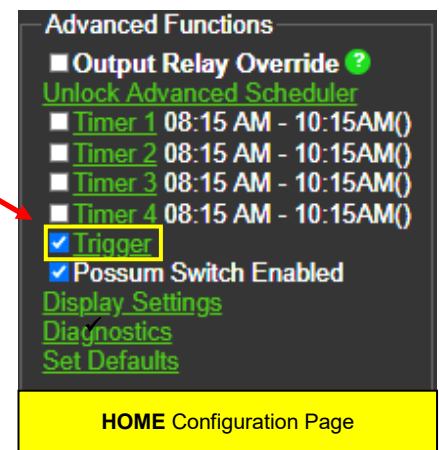 Advanced Functions
Output Relay Override ?
Unlock Advanced Scheduler
Timer 1 08:15 AM - 10:15AM()
Timer 2 08:15 AM - 10:15AM()
Timer 3 08:15 AM - 10:15AM()
Timer 4 08:15 AM - 10:15AM()
Trigger
Possum Switch Enabled
Display Settings
Diagnostics
Set Defaults
HOME Configuration Page